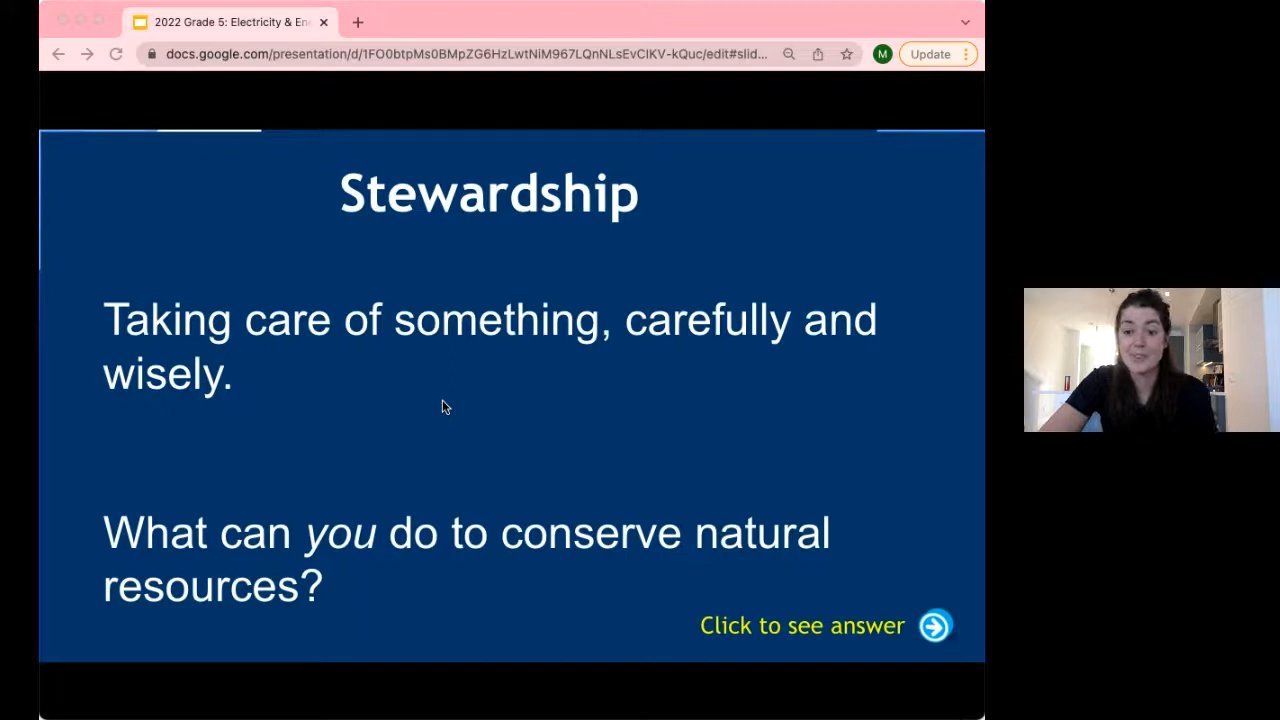 2022 Grade 5: Electricity & En
docs.google.com/presentation/d/1FO0btpMs0BMpZG6HzLwtNiM967LQnNLsEvClKV-kQuc/edit#slid...
M
Update
Stewardship
Taking care of something, carefully and
wisely.
What can you do to conserve natural
resources?
Click to see answer